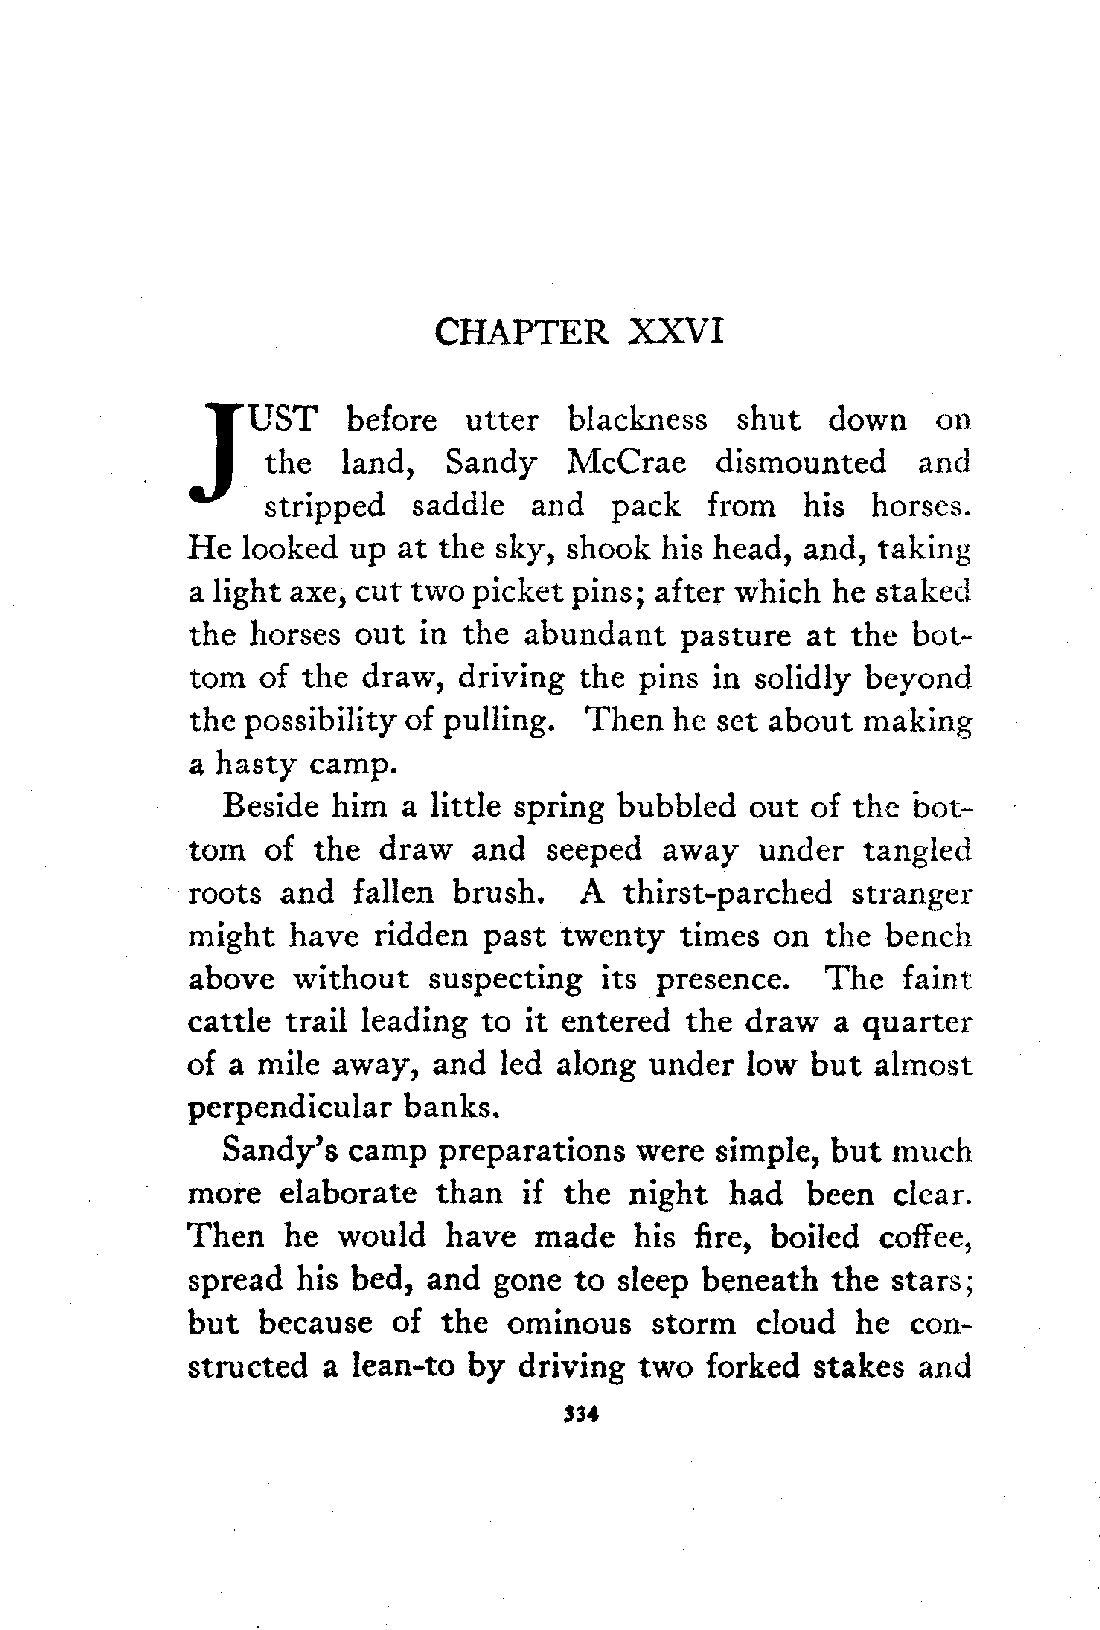 CHAPTER XXVI
JUST before utter blackness shut down on
the land, Sandy McCrae dismounted and
stripped saddle and pack from his horses.
He looked up at the sky, shook his head, and, taking
a light axe, cut two picket pins; after which he staked
the horses out in the abundant pasture at the bot-
tom of the draw, driving the pins in solidly beyond
the possibility of pulling. Then he set about making
a hasty camp.
Beside him a little spring bubbled out of the bot-
tom of the draw and seeped away under tangled
roots and fallen brush. A thirst-parched stranger
might have ridden past twenty times on the bench
above without suspecting its presence. The faint
cattle trail leading to it entered the draw a quarter
of a mile away, and led along under low but almost
perpendicular banks.
Sandy's camp preparations were simple, but much
more elaborate than if the night had been clear.
Then he would have made his fire, boiled coffee,
spread his bed, and gone to sleep beneath the stars;
but because of the ominous storm cloud he con-
structed a lean-to by driving two forked stakes and
334